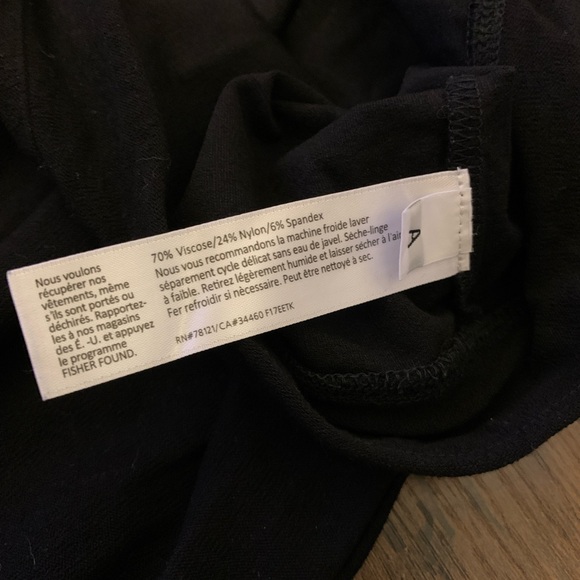 Nous voulons
récupérer nos
vêtements, même
s'ils sont portés ou
déchirés. Rapportez-
les à nos magasins
des É. -U. et appuyez
le programme
FISHER FOUND.
70% Viscose/24% Nylon/6% Spandex
Nous vous recommandons la machine froide laver
séparement cycle délicat sans eau de javel. Sèche-linge
à faible. Retirez légèrement humide et laisser sécher à l'air
Fer refroidir si nècessaire. Peut être nettoyé à sec.
RN#78121/CA#34460 F17EETK
A